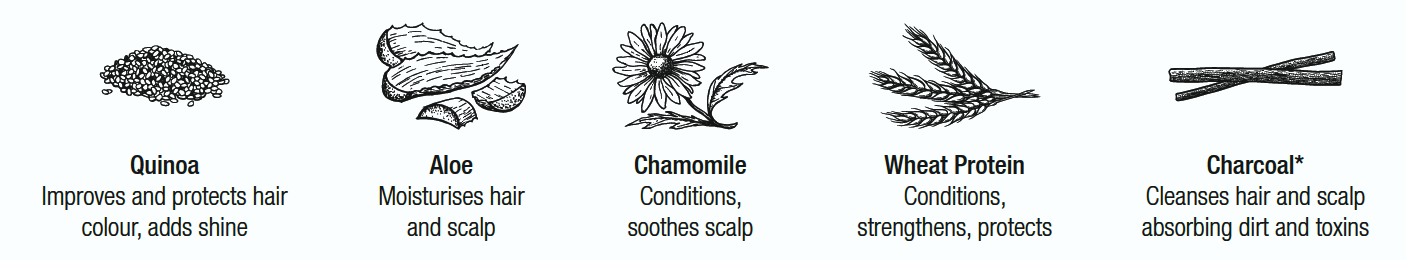 Quinoa
Improves and protects hair
colour, adds shine
Aloe
Moisturises hair
and scalp
Chamomile
Conditions,
soothes scalp
Wheat Protein
Conditions,
strengthens, protects
Charcoal*
Cleanses hair and scalp
absorbing dirt and toxins